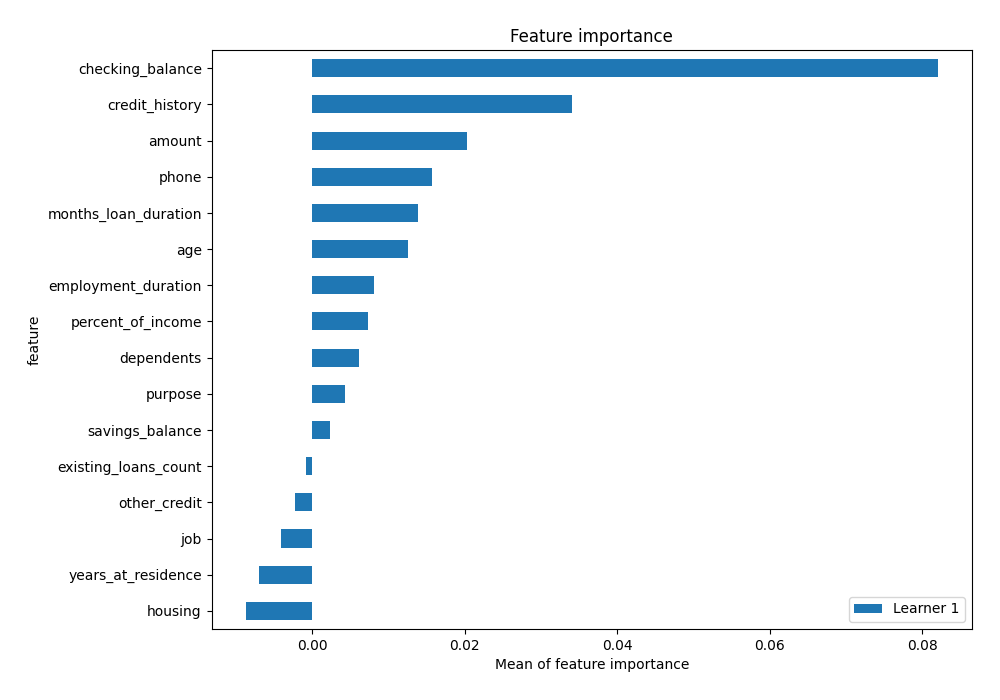 Feature importance
checking_balance
credit_history
amount
phone
months_loan_duration
age
employment_duration
percent_of_income
dependents
purpose
savings_balance
existing_loans_count
other_credit
job
years_at_residence
housing
feature
Learner 1
0.00 0.02 0.04 0.06 0.08
Mean of feature importance